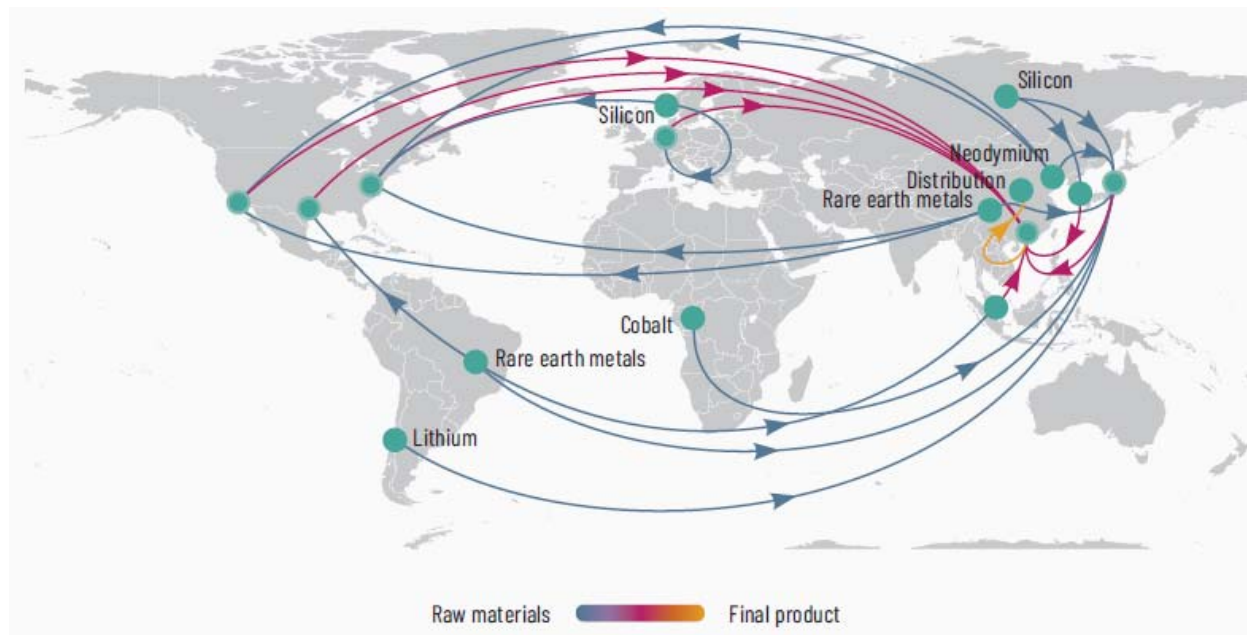 Silicon
Silicon
Neodymium
Distribution
Rare earth metals
Cobalt
Rare earth metals
Lithium
Raw materials
Final product